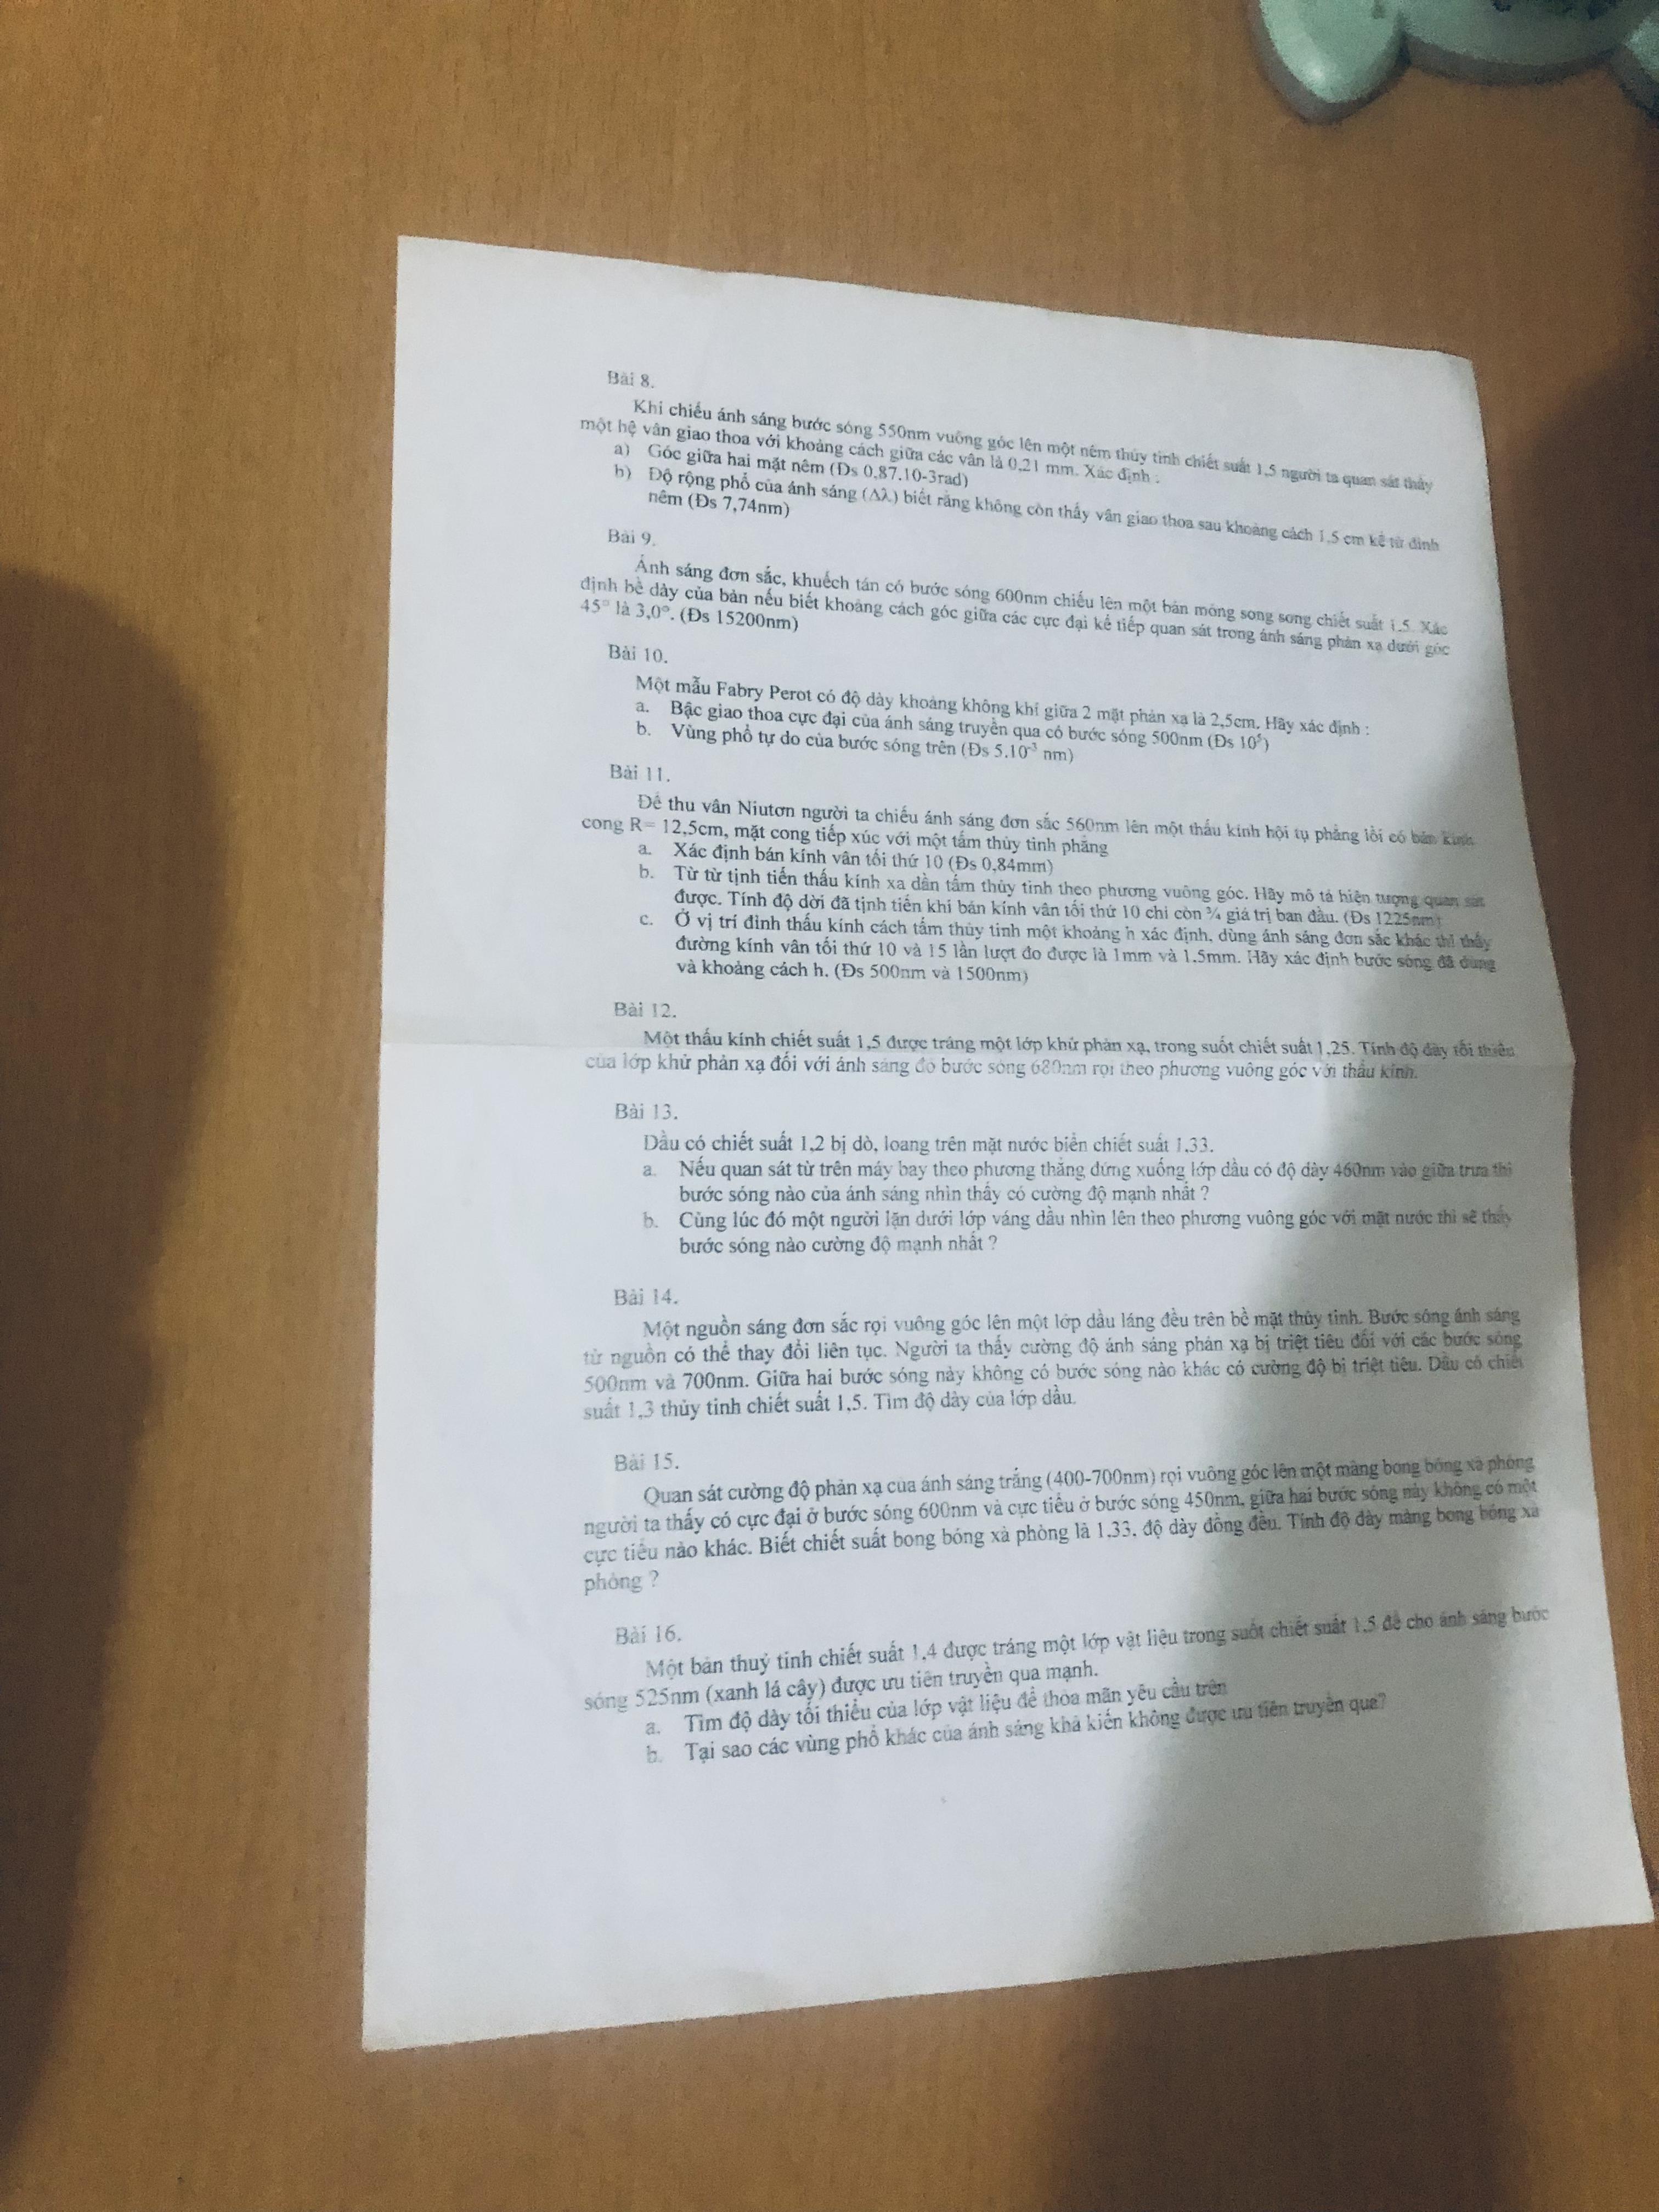 Bài 8.
Khi chiếu ánh sáng bước sóng 550nm vuông góc lên một nêm thủy tinh chiết suất 1,5 người ta quan sát thấy
một hệ vân giao thoa với khoảng cách giữa các vân là 0,21 mm. Xác định :
a) Góc giữa hai mặt nêm (Đs 0,87.10-3rad)
b) Độ rộng phổ của ánh sáng (Δλ) biết rằng không còn thấy vân giao thoa sau khoảng cách 1,5 cm kể từ đỉnh
nêm (Đs 7,74nm)
Bài 9.
Ánh sáng đơn sắc, khuếch tán có bước sóng 600nm chiếu lên một bản mỏng song song chiết suất 1,5. Xác
định bề dày của bản nếu biết khoảng cách góc giữa các cực đại kế tiếp quan sát trong ánh sáng phản xạ dưới góc
45° là 3,0°. (Đs 15200nm)
Bài 10.
Một mẫu Fabry Perot có độ dày khoảng không khí giữa 2 mặt phản xạ là 2,5cm. Hãy xác định :
a. Bậc giao thoa cực đại của ánh sáng truyền qua có bước sóng 500nm (Đs 10⁵)
b. Vùng phổ tự do của bước sóng trên (Đs 5.10⁻³ nm)
Bài 11.
Để thu vân Niutơn người ta chiếu ánh sáng đơn sắc 560nm lên một thấu kính hội tụ phẳng lồi có bán kính
cong R= 12,5cm, mặt cong tiếp xúc với một tấm thủy tinh phẳng
a. Xác định bán kính vân tối thứ 10 (Đs 0,84mm)
b. Từ từ tịnh tiến thấu kính xa dần tấm thủy tinh theo phương vuông góc. Hãy mô tả hiện tượng quan sát
được. Tính độ dời đã tịnh tiến khi bán kính vân tối thứ 10 chỉ còn ¾ giá trị ban đầu. (Đs 1225nm)
c. Ở vị trí đỉnh thấu kính cách tấm thủy tinh một khoảng h xác định, dùng ánh sáng đơn sắc khác thì thấy
đường kính vân tối thứ 10 và 15 lần lượt đo được là 1mm và 1.5mm. Hãy xác định bước sóng đã dùng
và khoảng cách h. (Đs 500nm và 1500nm)
Bài 12.
Một thấu kính chiết suất 1,5 được tráng một lớp khử phản xạ, trong suốt chiết suất 1,25. Tính độ dày tối thiểu
của lớp khử phản xạ đối với ánh sáng đỏ bước sóng 680nm rọi theo phương vuông góc với thấu kính.
Bài 13.
Dầu có chiết suất 1,2 bị dò, loang trên mặt nước biển chiết suất 1,33.
a. Nếu quan sát từ trên máy bay theo phương thẳng đứng xuống lớp dầu có độ dày 460nm vào giữa trưa thì
bước sóng nào của ánh sáng nhìn thấy có cường độ mạnh nhất ?
b. Cùng lúc đó một người lặn dưới lớp váng dầu nhìn lên theo phương vuông góc với mặt nước thì sẽ thấy
bước sóng nào cường độ mạnh nhất ?
Bài 14.
Một nguồn sáng đơn sắc rọi vuông góc lên một lớp dầu láng đều trên bề mặt thủy tinh. Bước sóng ánh sáng
từ nguồn có thể thay đổi liên tục. Người ta thấy cường độ ánh sáng phản xạ bị triệt tiêu đối với các bước sóng
500nm và 700nm. Giữa hai bước sóng này không có bước sóng nào khác có cường độ bị triệt tiêu. Dầu có chiết
suất 1,3 thủy tinh chiết suất 1,5. Tìm độ dày của lớp dầu.
Bài 15.
Quan sát cường độ phản xạ của ánh sáng trắng (400-700nm) rọi vuông góc lên một màng bong bóng xà phòng
người ta thấy có cực đại ở bước sóng 600nm và cực tiểu ở bước sóng 450nm, giữa hai bước sóng này không có một
cực tiểu nào khác. Biết chiết suất bong bóng xà phòng là 1.33, độ dày đồng đều. Tính độ dày màng bong bóng xà
phòng ?
Bài 16.
Một bản thuỷ tinh chiết suất 1,4 được tráng một lớp vật liệu trong suốt chiết suất 1,5 để cho ánh sáng bước
sóng 525nm (xanh lá cây) được ưu tiên truyền qua mạnh.
a. Tìm độ dày tối thiểu của lớp vật liệu để thỏa mãn yêu cầu trên
b. Tại sao các vùng phổ khác của ánh sáng khả kiến không được ưu tiên truyền qua?